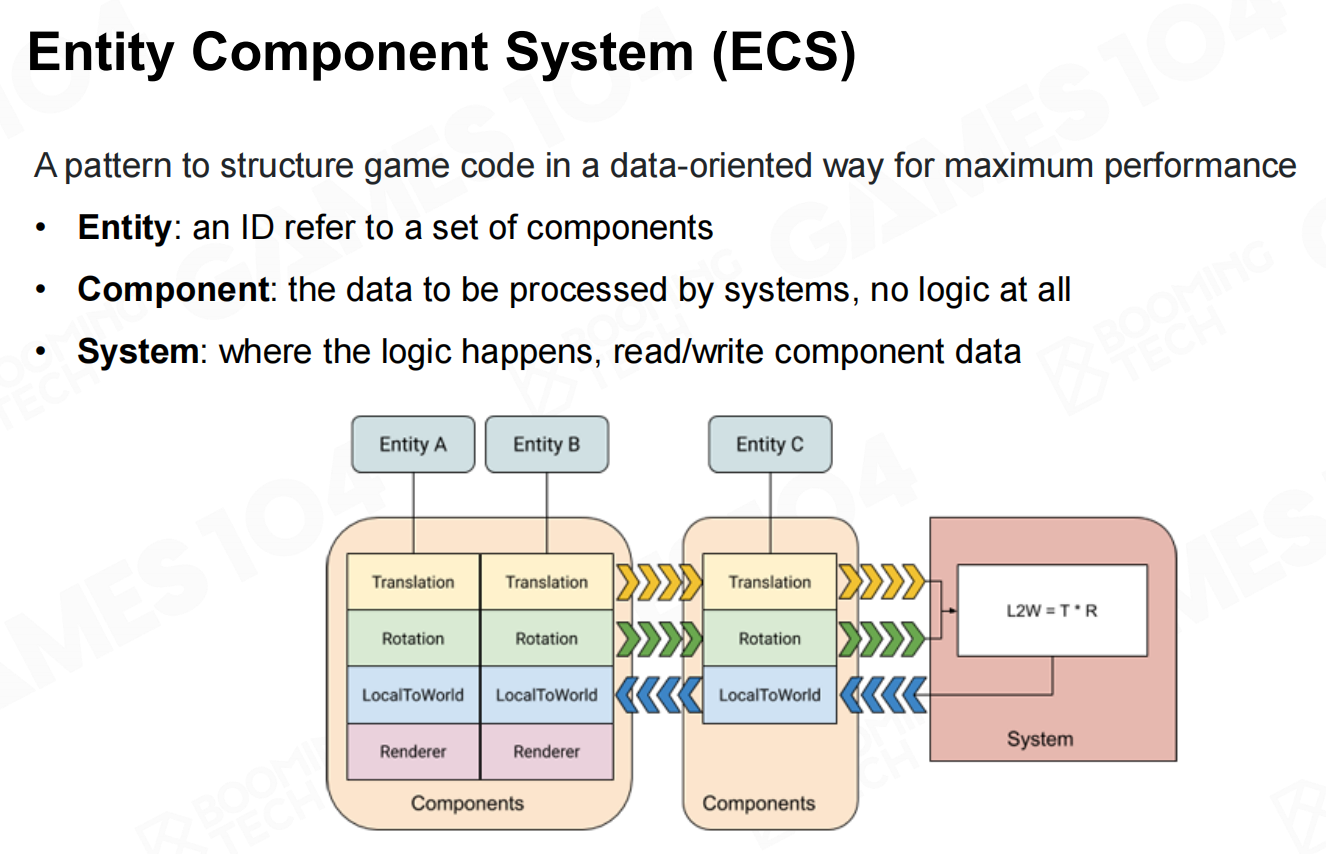 Entity Component System (ECS)
A pattern to structure game code in a data-oriented way for maximum performance
• Entity: an ID refer to a set of components
• Component: the data to be processed by systems, no logic at all
• System: where the logic happens, read/write component data
Entity A Entity B Entity C
Translation Translation Translation
Rotation Rotation Rotation
L2W = T * R
LocalToWorld LocalToWorld LocalToWorld
Renderer Renderer
System
Components Components
GAMES104
BOOMING
TECH